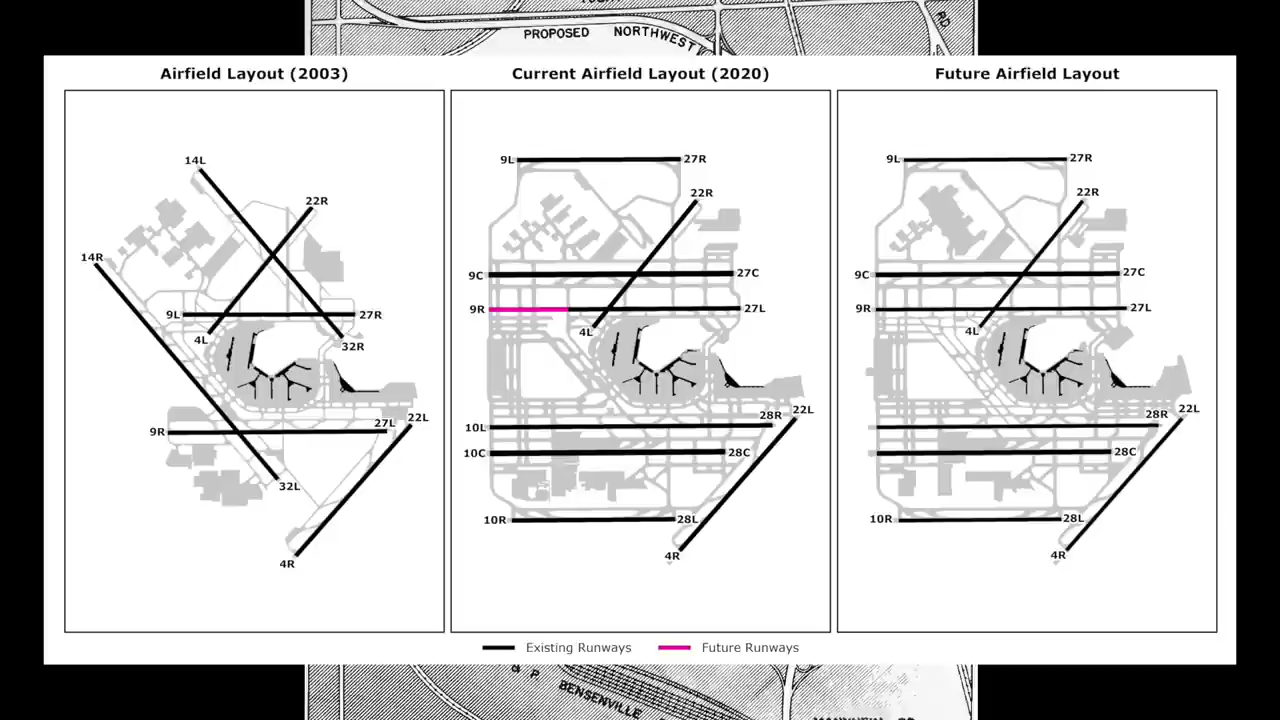 RD
PROPOSED NORTHWEST
Airfield Layout (2003)
14L
22R
14R
9L
27R
4L
32R
27L
22L
9R
32L
4R
Current Airfield Layout (2020)
9L
27R
22R
9C
27C
9R
27L
4L
28R
22L
10L
10C
28C
10R
28L
4R
Future Airfield Layout
9L
27R
22R
9C
27C
9R
27L
4L
28R
22L
28C
10R
28L
4R
Existing Runways
Future Runways
P
BENSENVILLE